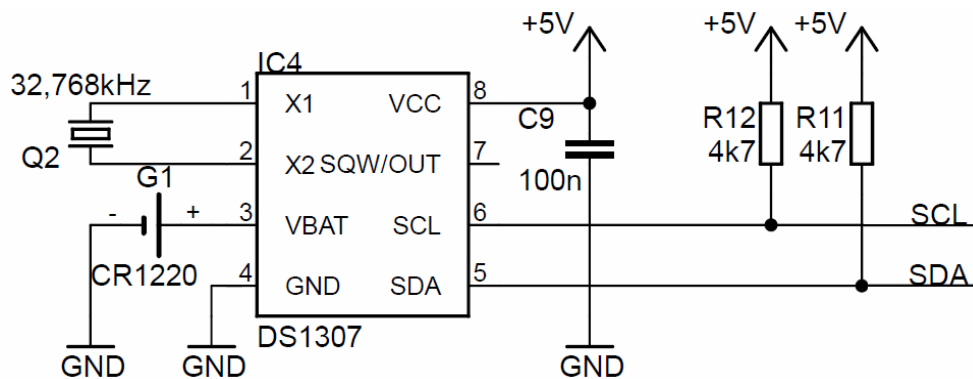 +5V
+5V
+5V
IC4
32,768kHz
1
X1
VCC
8
C9
R12
R11
4k7
4k7
Q2
2
X2
SQW/OUT
7
100n
G1
-
+
3
VBAT
SCL
6
SCL
CR1220
4
GND
SDA
5
SDA
DS1307
GND
GND
GND